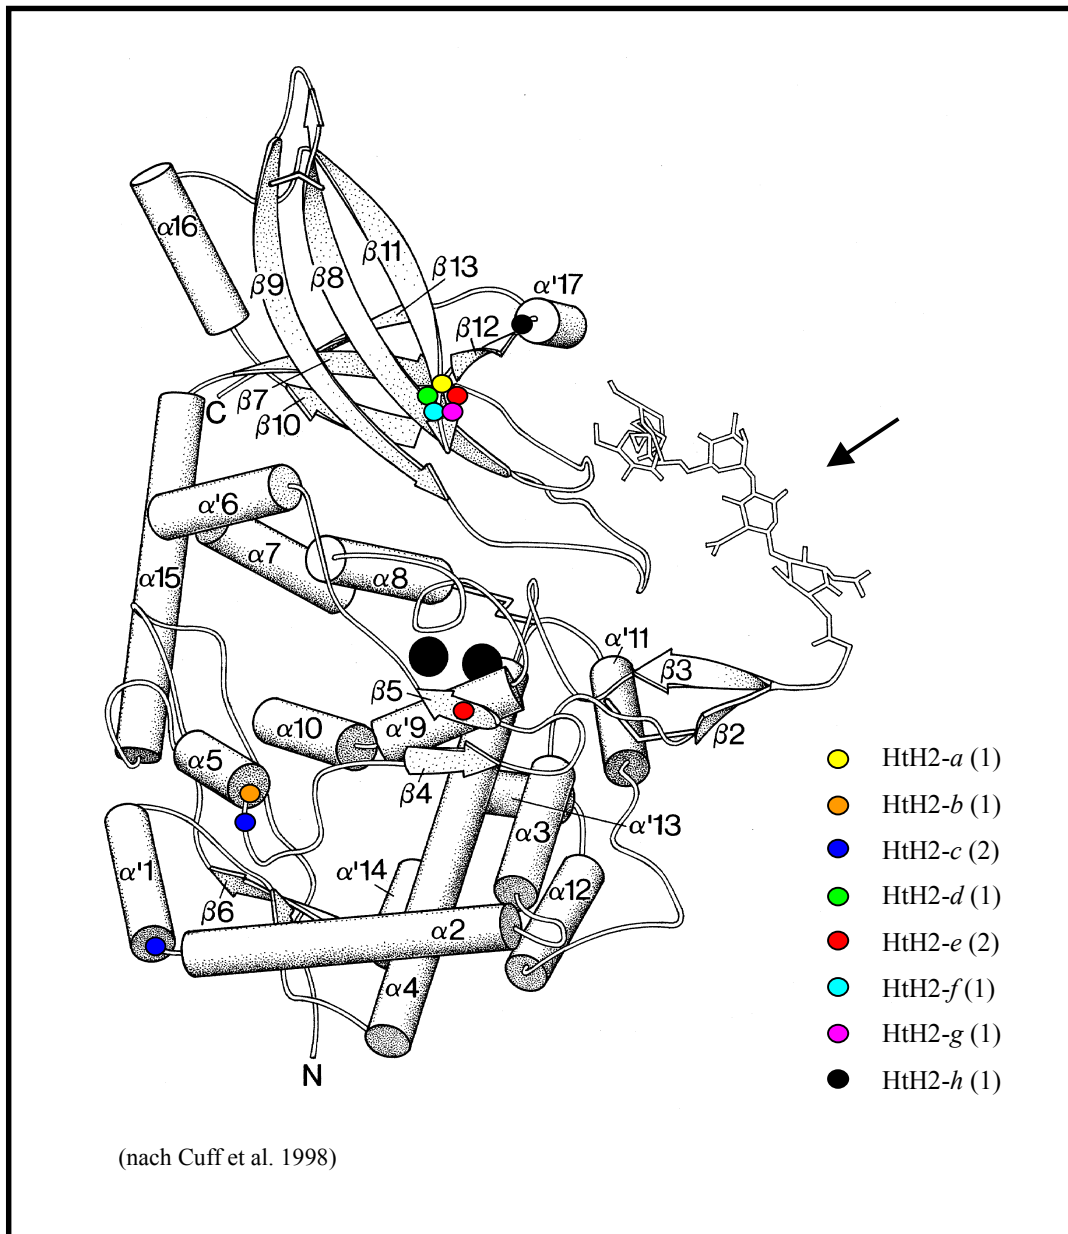 α16
β9
β8
β11
β13
α'17
β12
C
β7
β10
α'6
α7
α8
α15
α'11
β3
β5
α10
α'9
β2
α5
β4
α3
α'13
α'1
α'14
α12
β6
α2
α4
N
HtH2-a (1)
HtH2-b (1)
HtH2-c (2)
HtH2-d (1)
HtH2-e (2)
HtH2-f (1)
HtH2-g (1)
HtH2-h (1)
(nach Cuff et al. 1998)